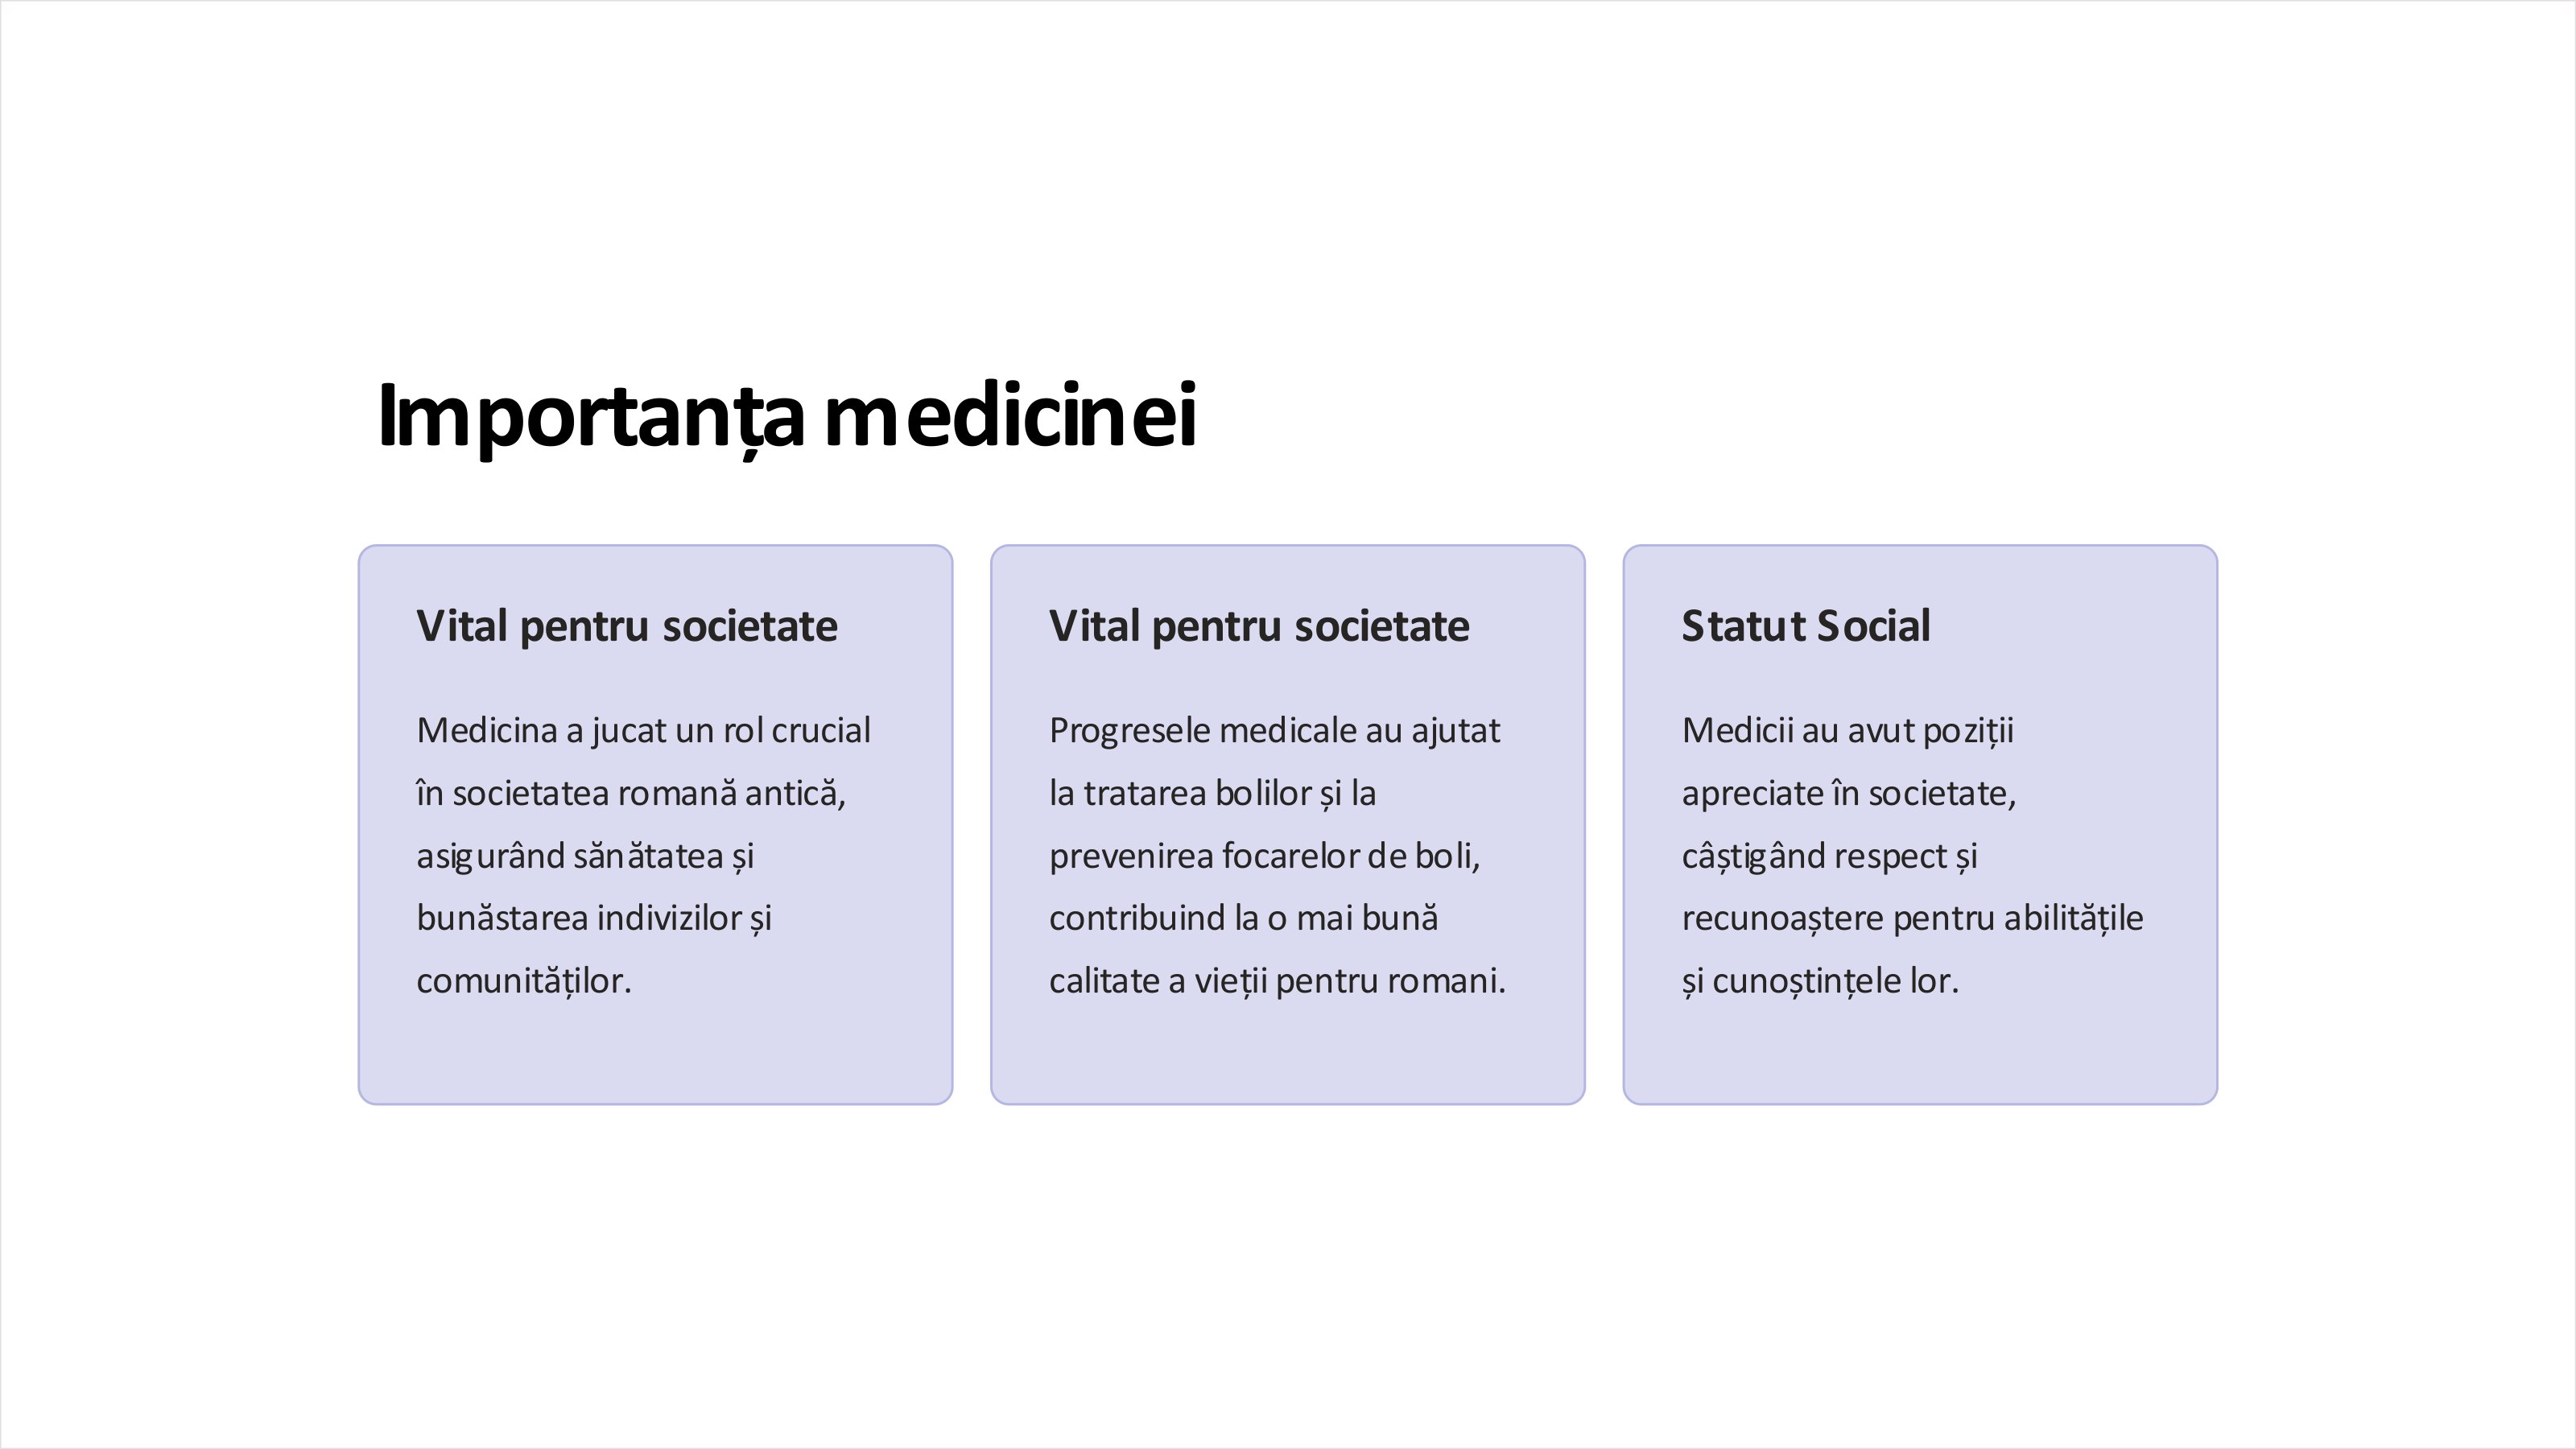 Importanța medicinei
Vital pentru societate
Medicina a jucat un rol crucial
în societatea romană antică,
asigurând sănătatea și
bunăstarea indivizilor și
comunităților.
Vital pentru societate
Progresele medicale au ajutat
la tratarea bolilor și la
prevenirea focarelor de boli,
contribuind la o mai bună
calitate a vieții pentru romani.
Statut Social
Medicii au avut poziții
apreciate în societate,
câștigând respect și
recunoaștere pentru abilitățile
și cunoștințele lor.